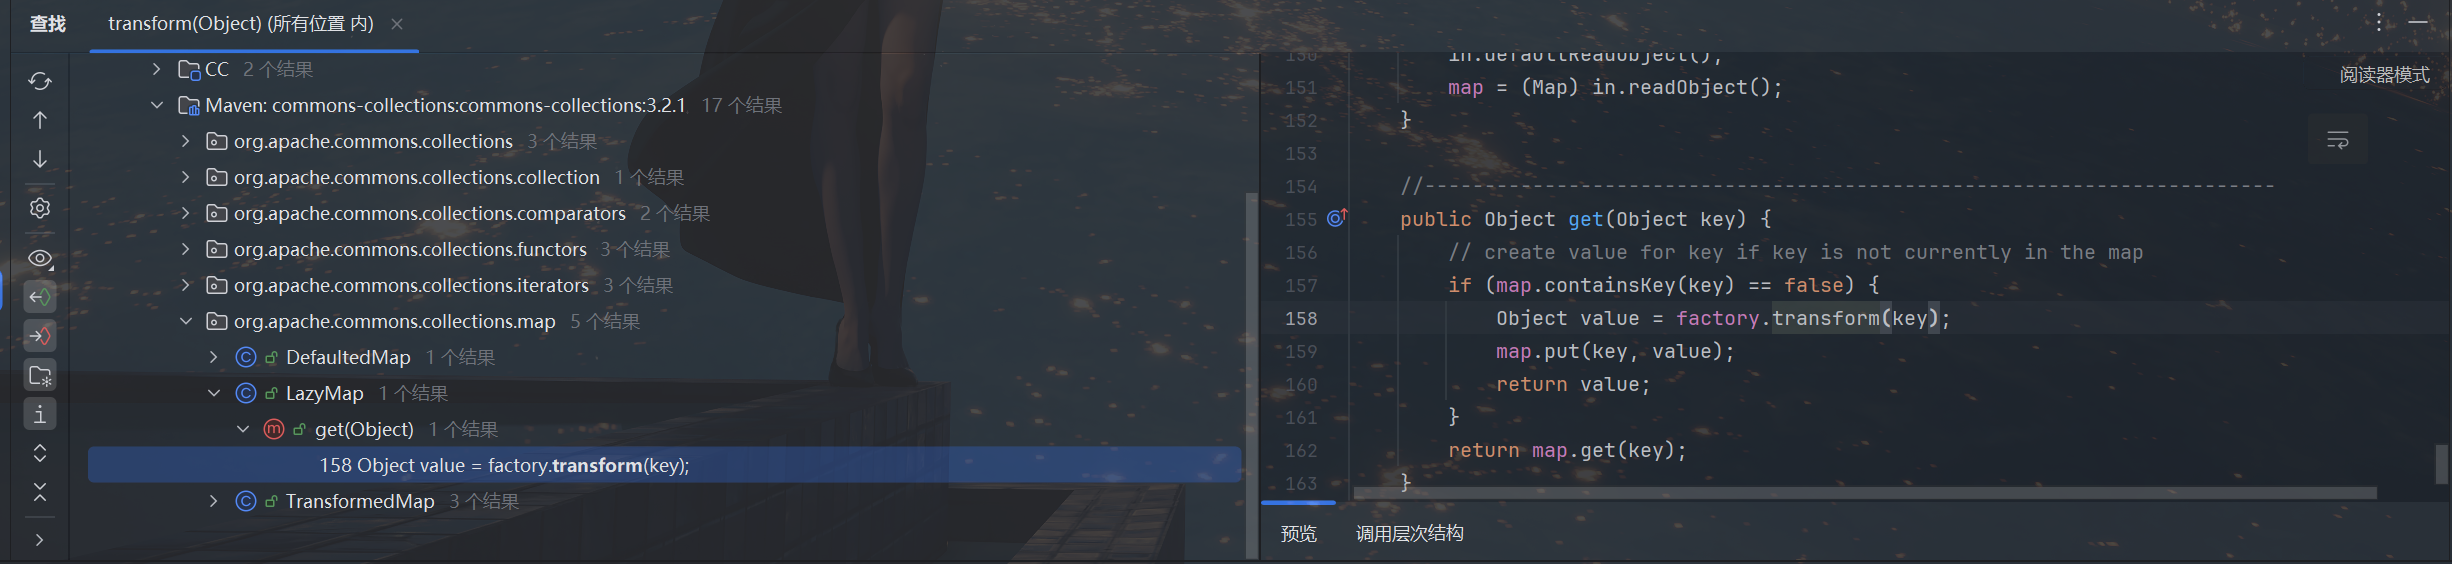 查找 transform(Object) (所有位置 内)
CC 2 个结果
Maven: commons-collections:commons-collections:3.2.1 17 个结果
org.apache.commons.collections 3 个结果
org.apache.commons.collections.collection 1 个结果
org.apache.commons.collections.comparators 2 个结果
org.apache.commons.collections.functors 3 个结果
org.apache.commons.collections.iterators 3 个结果
org.apache.commons.collections.map 5 个结果
DefaultedMap 1 个结果
LazyMap 1 个结果
get(Object) 1 个结果
158 Object value = factory.transform(key);
TransformedMap 3 个结果
150 in.defaultReadObject();
阅读器模式
151 map = (Map) in.readObject();
152 }
153
154 //-----------------------------------------------------------------------
155 public Object get(Object key) {
156 // create value for key if key is not currently in the map
157 if (map.containsKey(key) == false) {
158 Object value = factory.transform(key);
159 map.put(key, value);
160 return value;
161 }
162 return map.get(key);
163 }
预览 调用层次结构